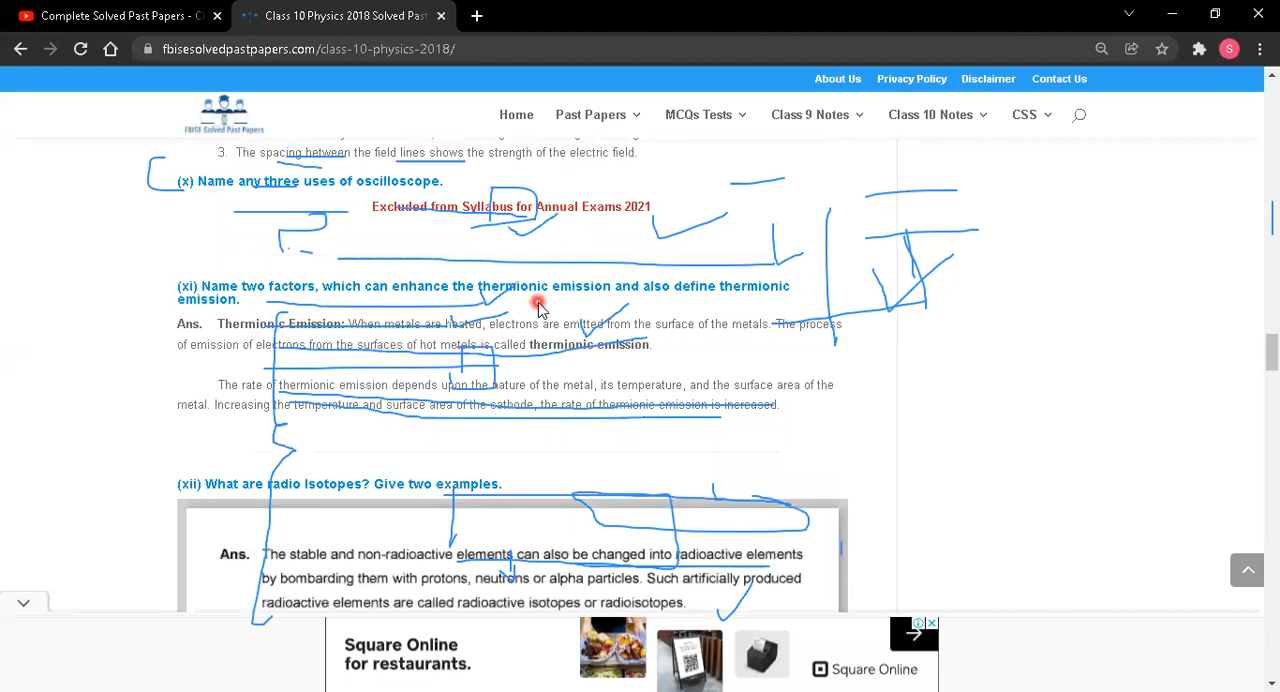 Complete Solved Past Papers - C
Class 10 Physics 2018 Solved Past
fbisesolvedpastpapers.com/class-10-physics-2018/
S
About Us Privacy Policy Disclaimer Contact Us
FBISE Solved Past Papers
Home Past Papers MCQs Tests Class 9 Notes Class 10 Notes CSS
3. The spacing between the field lines shows the strength of the electric field.
(x) Name any three uses of oscilloscope.
Excluded from Syllabus for Annual Exams 2021
(xi) Name two factors, which can enhance the thermionic emission and also define thermionic
emission.
Ans. Thermionic Emission: When metals are heated, electrons are emitted from the surface of the metals. The process
of emission of electrons from the surfaces of hot metals is called thermionic emission.
The rate of thermionic emission depends upon the nature of the metal, its temperature, and the surface area of the
metal. Increasing the temperature and surface area of the cathode, the rate of thermionic emission is increased.
(xii) What are radio Isotopes? Give two examples.
Ans. The stable and non-radioactive elements can also be changed into radioactive elements
by bombarding them with protons, neutrons or alpha particles. Such artificially produced
radioactive elements are called radioactive isotopes or radioisotopes.
Square Online
for restaurants.
Square Online